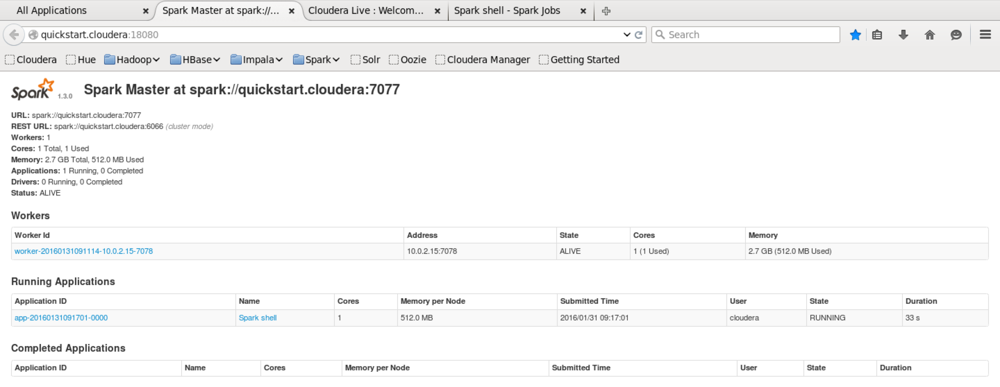 All Applications Spark Master at spark://... Cloudera Live : Welcom... Spark shell - Spark Jobs
quickstart.cloudera:18080 Search
Cloudera Hue Hadoop HBase Impala Spark Solr Oozie Cloudera Manager Getting Started
Spark 1.3.0 Spark Master at spark://quickstart.cloudera:7077
URL: spark://quickstart.cloudera:7077
REST URL: spark://quickstart.cloudera:6066 (cluster mode)
Workers: 1
Cores: 1 Total, 1 Used
Memory: 2.7 GB Total, 512.0 MB Used
Applications: 1 Running, 0 Completed
Drivers: 0 Running, 0 Completed
Status: ALIVE
Workers
Worker Id Address State Cores Memory
worker-20160131091114-10.0.2.15-7078 10.0.2.15:7078 ALIVE 1 (1 Used) 2.7 GB (512.0 MB Used)
Running Applications
Application ID Name Cores Memory per Node Submitted Time User State Duration
app-20160131091701-0000 Spark shell 1 512.0 MB 2016/01/31 09:17:01 cloudera RUNNING 33 s
Completed Applications
Application ID Name Cores Memory per Node Submitted Time User State Duration